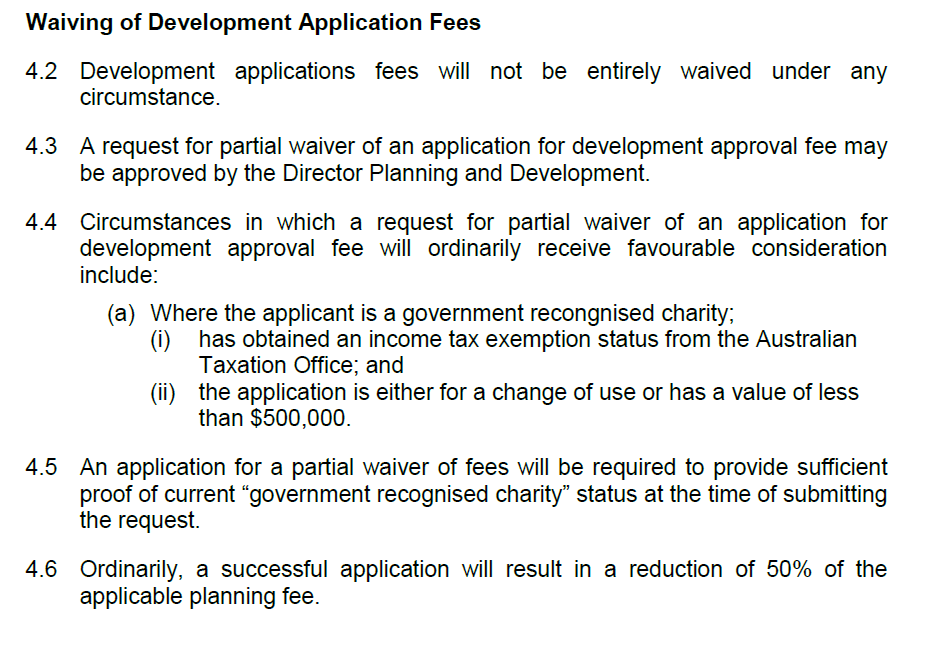 Waiving of Development Application Fees
4.2 Development applications fees will not be entirely waived under any
circumstance.
4.3 A request for partial waiver of an application for development approval fee may
be approved by the Director Planning and Development.
4.4 Circumstances in which a request for partial waiver of an application for
development approval fee will ordinarily receive favourable consideration
include:
(a) Where the applicant is a government recongnised charity;
(i) has obtained an income tax exemption status from the Australian
Taxation Office; and
(ii) the application is either for a change of use or has a value of less
than $500,000.
4.5 An application for a partial waiver of fees will be required to provide sufficient
proof of current “government recognised charity” status at the time of submitting
the request.
4.6 Ordinarily, a successful application will result in a reduction of 50% of the
applicable planning fee.